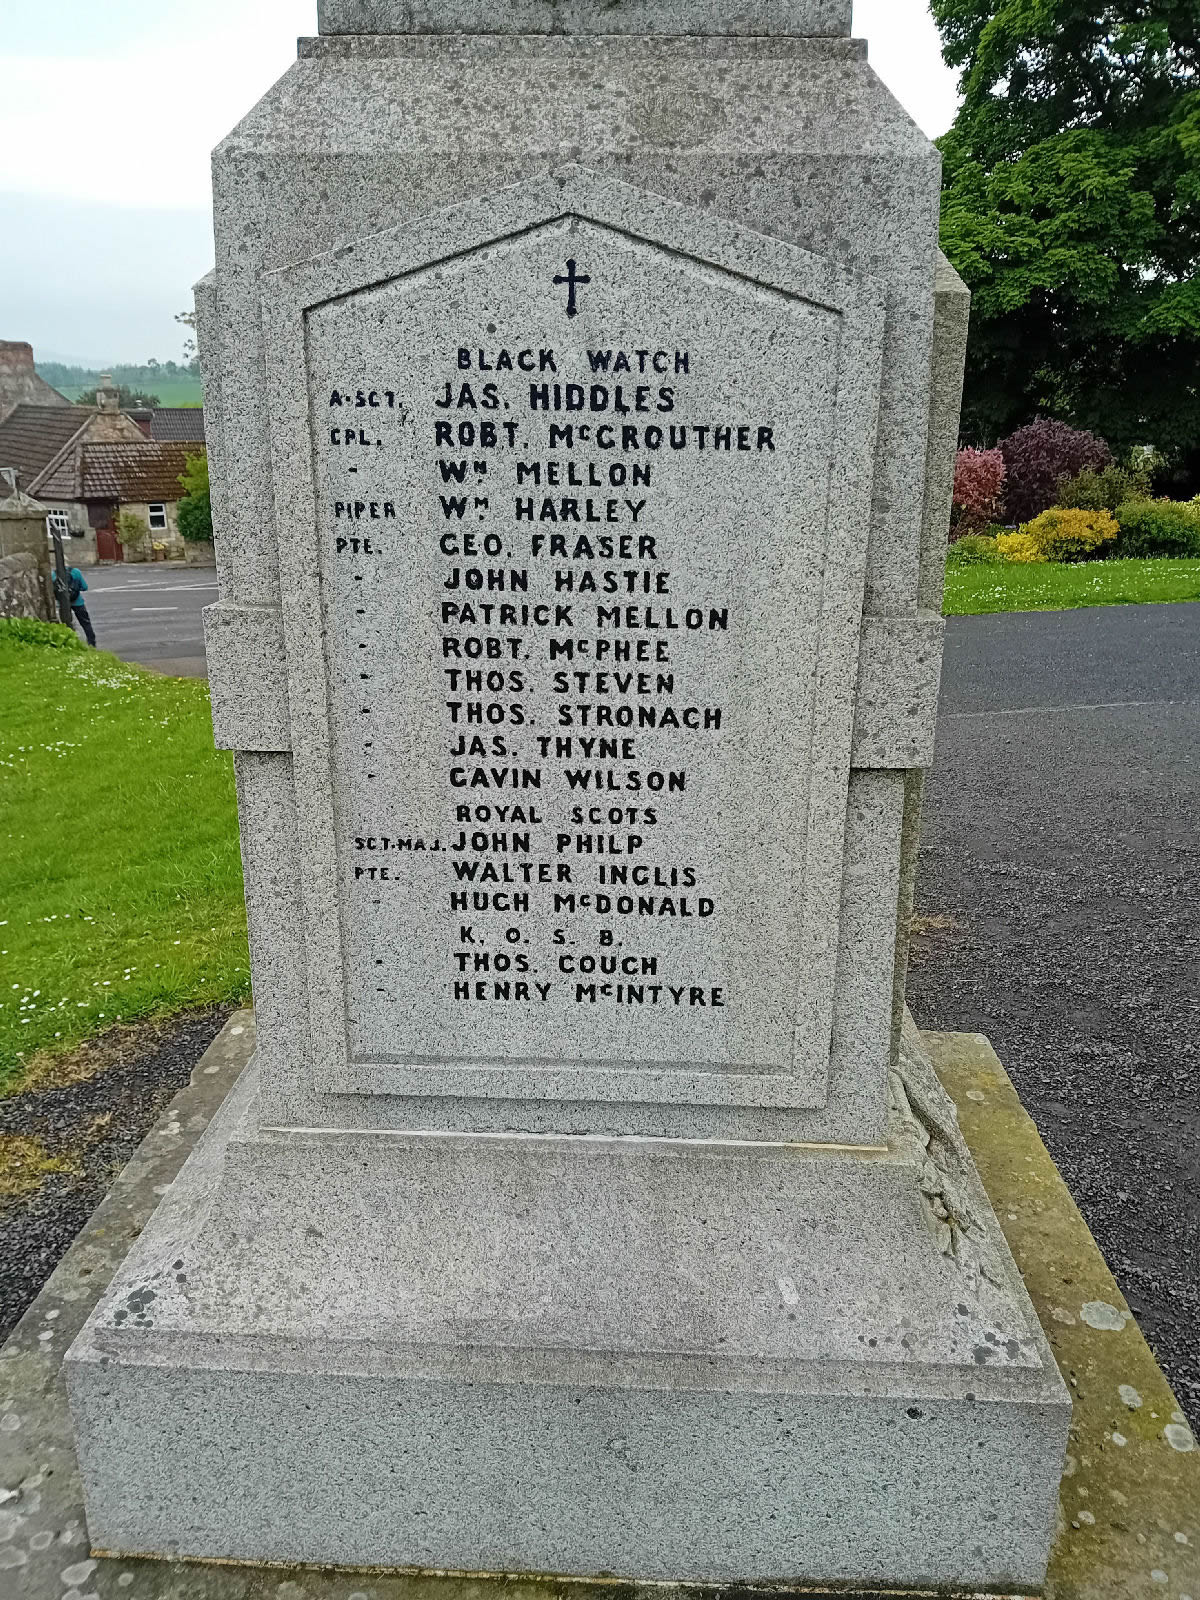 BLACK WATCH
A·SGT. JAS. HIDDLES
CPL. ROBT. McGROUTHER
- WM. MELLON
PIPER WM. HARLEY
PTE. GEO. FRASER
- JOHN HASTIE
- PATRICK MELLON
- ROBT. McPHEE
- THOS. STEVEN
- THOS. STRONACH
- JAS. THYNE
- GAVIN WILSON
ROYAL SCOTS
SGT.MAJ. JOHN PHILP
PTE. WALTER INGLIS
- HUGH McDONALD
K. O. S. B.
- THOS. COUCH
- HENRY McINTYRE